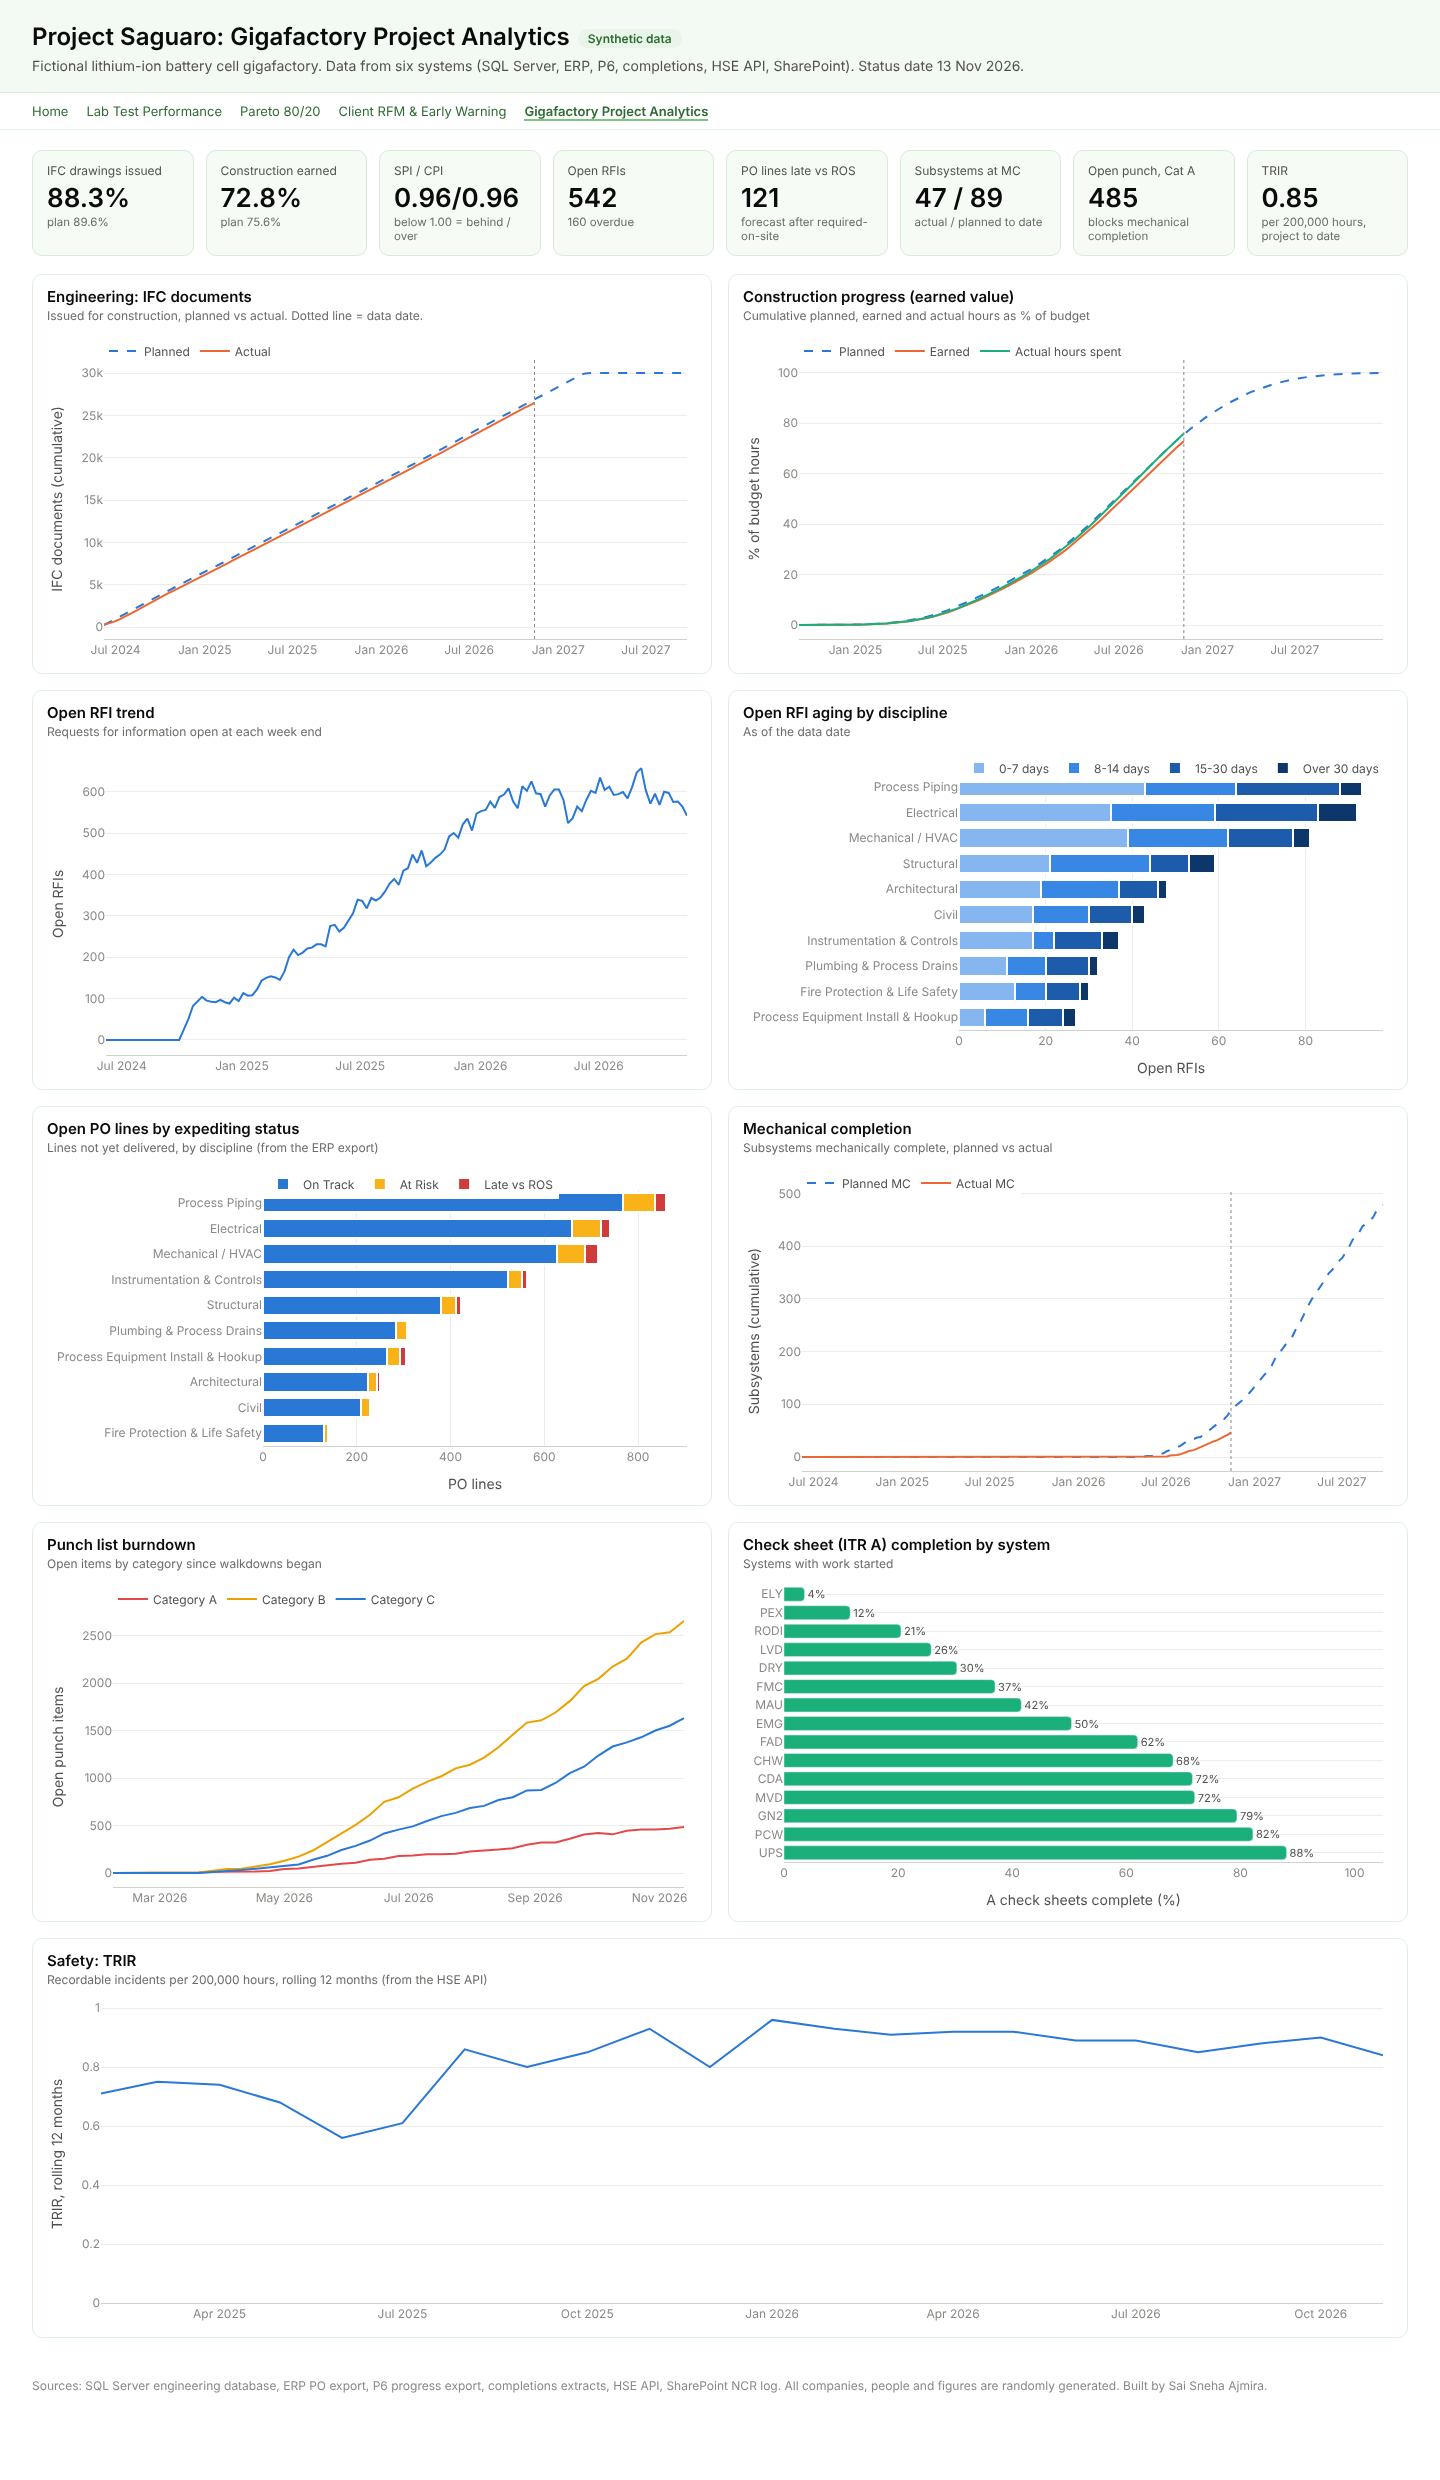 Project Saguaro: Gigafactory Project Analytics Synthetic data
Fictional lithium-ion battery cell gigafactory. Data from six systems (SQL Server, ERP, P6, completions, HSE API, SharePoint). Status date 13 Nov 2026.
Home Lab Test Performance Pareto 80/20 Client RFM & Early Warning Gigafactory Project Analytics
IFC drawings issued
88.3%
plan 89.6%
Construction earned
72.8%
plan 75.6%
SPI / CPI
0.96/0.96
below 1.00 = behind /
over
Open RFIs
542
160 overdue
PO lines late vs ROS
121
forecast after required-
on-site
Subsystems at MC
47 / 89
actual / planned to date
Open punch, Cat A
485
blocks mechanical
completion
TRIR
0.85
per 200,000 hours,
project to date
Engineering: IFC documents
Issued for construction, planned vs actual. Dotted line = data date.
Planned Actual
IFC documents (cumulative)
30k
25k
20k
15k
10k
5k
0
Jul 2024 Jan 2025 Jul 2025 Jan 2026 Jul 2026 Jan 2027 Jul 2027
Construction progress (earned value)
Cumulative planned, earned and actual hours as % of budget
Planned Earned Actual hours spent
% of budget hours
100
80
60
40
20
0
Jan 2025 Jul 2025 Jan 2026 Jul 2026 Jan 2027 Jul 2027
Open RFI trend
Requests for information open at each week end
Open RFIs
600
500
400
300
200
100
0
Jul 2024 Jan 2025 Jul 2025 Jan 2026 Jul 2026
Open RFI aging by discipline
As of the data date
0-7 days 8-14 days 15-30 days Over 30 days
Process Piping
Electrical
Mechanical / HVAC
Structural
Architectural
Civil
Instrumentation & Controls
Plumbing & Process Drains
Fire Protection & Life Safety
Process Equipment Install & Hookup
0 20 40 60 80
Open RFIs
Open PO lines by expediting status
Lines not yet delivered, by discipline (from the ERP export)
On Track At Risk Late vs ROS
Process Piping
Electrical
Mechanical / HVAC
Instrumentation & Controls
Structural
Plumbing & Process Drains
Process Equipment Install & Hookup
Architectural
Civil
Fire Protection & Life Safety
0 200 400 600 800
PO lines
Mechanical completion
Subsystems mechanically complete, planned vs actual
Planned MC Actual MC
Subsystems (cumulative)
500
400
300
200
100
0
Jul 2024 Jan 2025 Jul 2025 Jan 2026 Jul 2026 Jan 2027 Jul 2027
Punch list burndown
Open items by category since walkdowns began
Category A Category B Category C
Open punch items
2500
2000
1500
1000
500
0
Mar 2026 May 2026 Jul 2026 Sep 2026 Nov 2026
Check sheet (ITR A) completion by system
Systems with work started
ELY 4%
PEX 12%
RODI 21%
LVD 26%
DRY 30%
FMC 37%
MAU 42%
EMG 50%
FAD 62%
CHW 68%
CDA 72%
MVD 72%
GN2 79%
PCW 82%
UPS 88%
0 20 40 60 80 100
A check sheets complete (%)
Safety: TRIR
Recordable incidents per 200,000 hours, rolling 12 months (from the HSE API)
TRIR, rolling 12 months
1
0.8
0.6
0.4
0.2
0
Apr 2025 Jul 2025 Oct 2025 Jan 2026 Apr 2026 Jul 2026 Oct 2026
Sources: SQL Server engineering database, ERP PO export, P6 progress export, completions extracts, HSE API, SharePoint NCR log. All companies, people and figures are randomly generated. Built by Sai Sneha Ajmira.